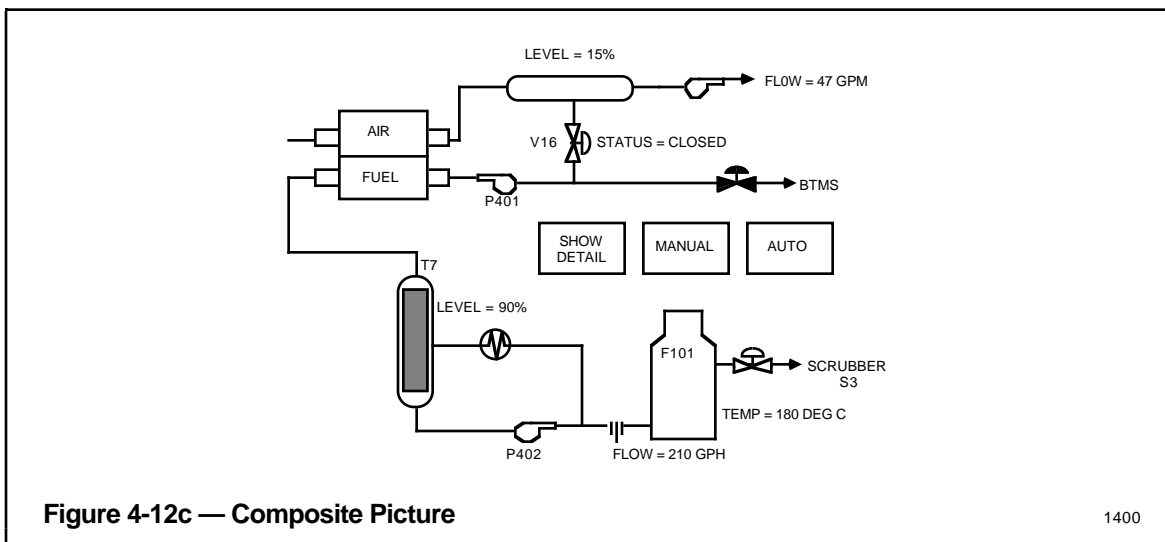 LEVEL = 15%
FL0W = 47 GPM
AIR
V16
STATUS = CLOSED
FUEL
P401
BTMS
SHOW
DETAIL
MANUAL
AUTO
T7
LEVEL = 90%
F101
SCRUBBER
S3
TEMP = 180 DEG C
P402
FLOW = 210 GPH
Figure 4-12c — Composite Picture
1400